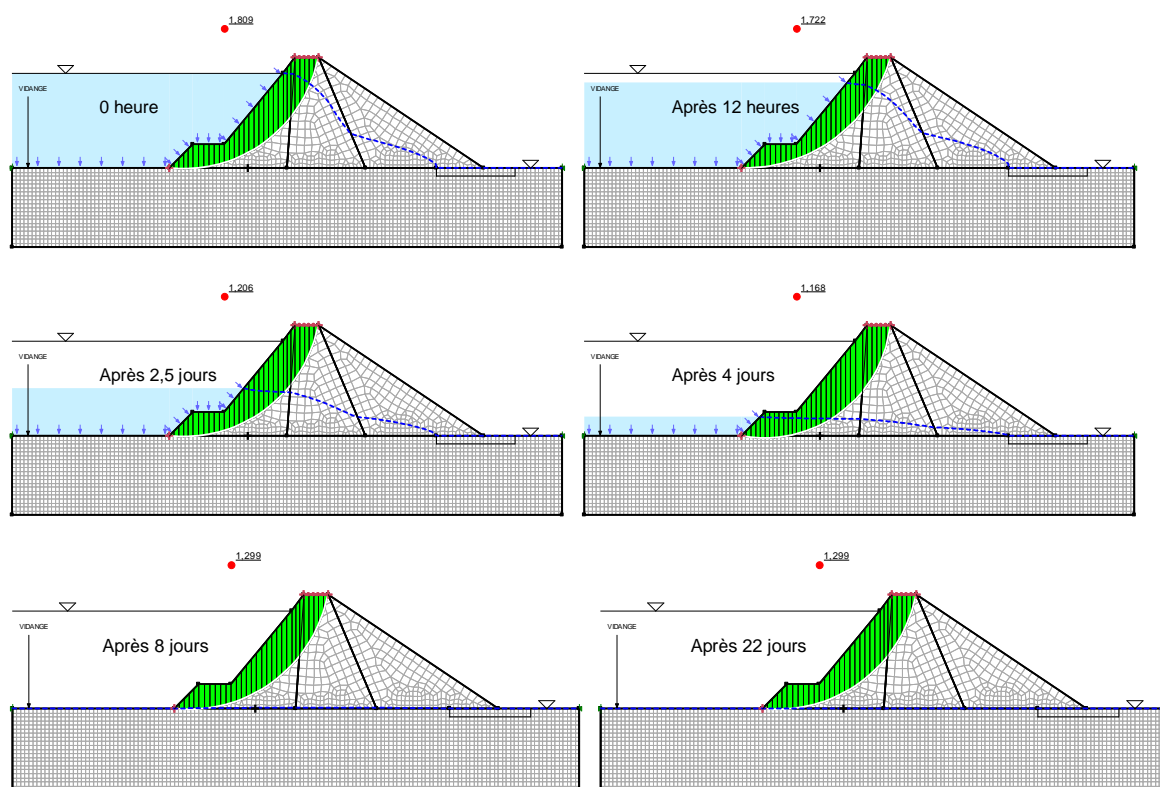 1,809
VIDANGE
0 heure
1,722
VIDANGE
Après 12 heures
1,206
VIDANGE
Après 2,5 jours
1,168
VIDANGE
Après 4 jours
1,299
VIDANGE
Après 8 jours
1,299
VIDANGE
Après 22 jours